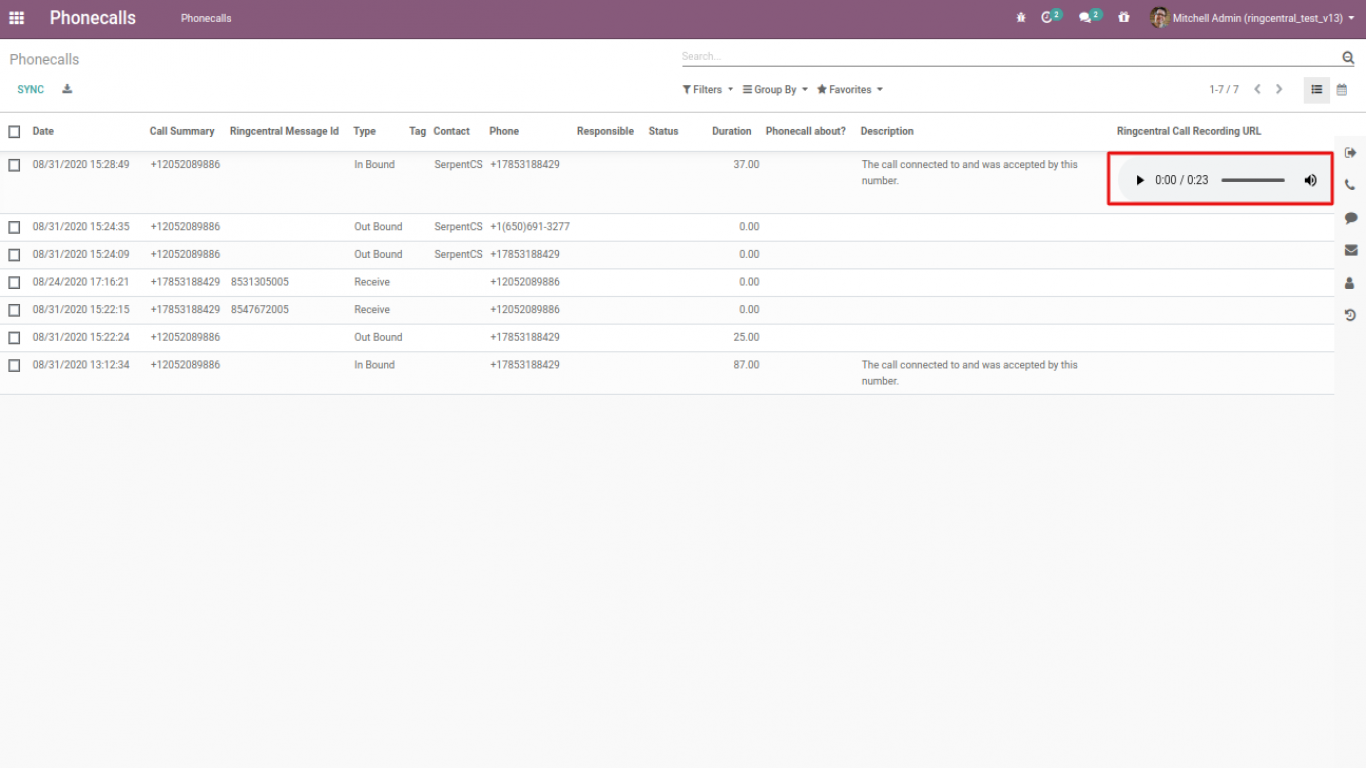 Phonecalls Phonecalls 2 2 Mitchell Admin (ringcentral_test_v13)
Phonecalls Search...
SYNC Filters Group By Favorites 1-7 / 7
Date Call Summary Ringcentral Message Id Type Tag Contact Phone Responsible Status Duration Phonecall about? Description Ringcentral Call Recording URL
08/31/2020 15:28:49 +12052089886 In Bound SerpentCS +17853188429 37.00 The call connected to and was accepted by this
number. 0:00 / 0:23
08/31/2020 15:24:35 +12052089886 Out Bound SerpentCS +1(650)691-3277 0.00
08/31/2020 15:24:09 +12052089886 Out Bound SerpentCS +17853188429 0.00
08/24/2020 17:16:21 +17853188429 8531305005 Receive +12052089886 0.00
08/31/2020 15:22:15 +17853188429 8547672005 Receive +12052089886 0.00
08/31/2020 15:22:24 +12052089886 Out Bound +17853188429 25.00
08/31/2020 13:12:34 +12052089886 In Bound +17853188429 87.00 The call connected to and was accepted by this
number.